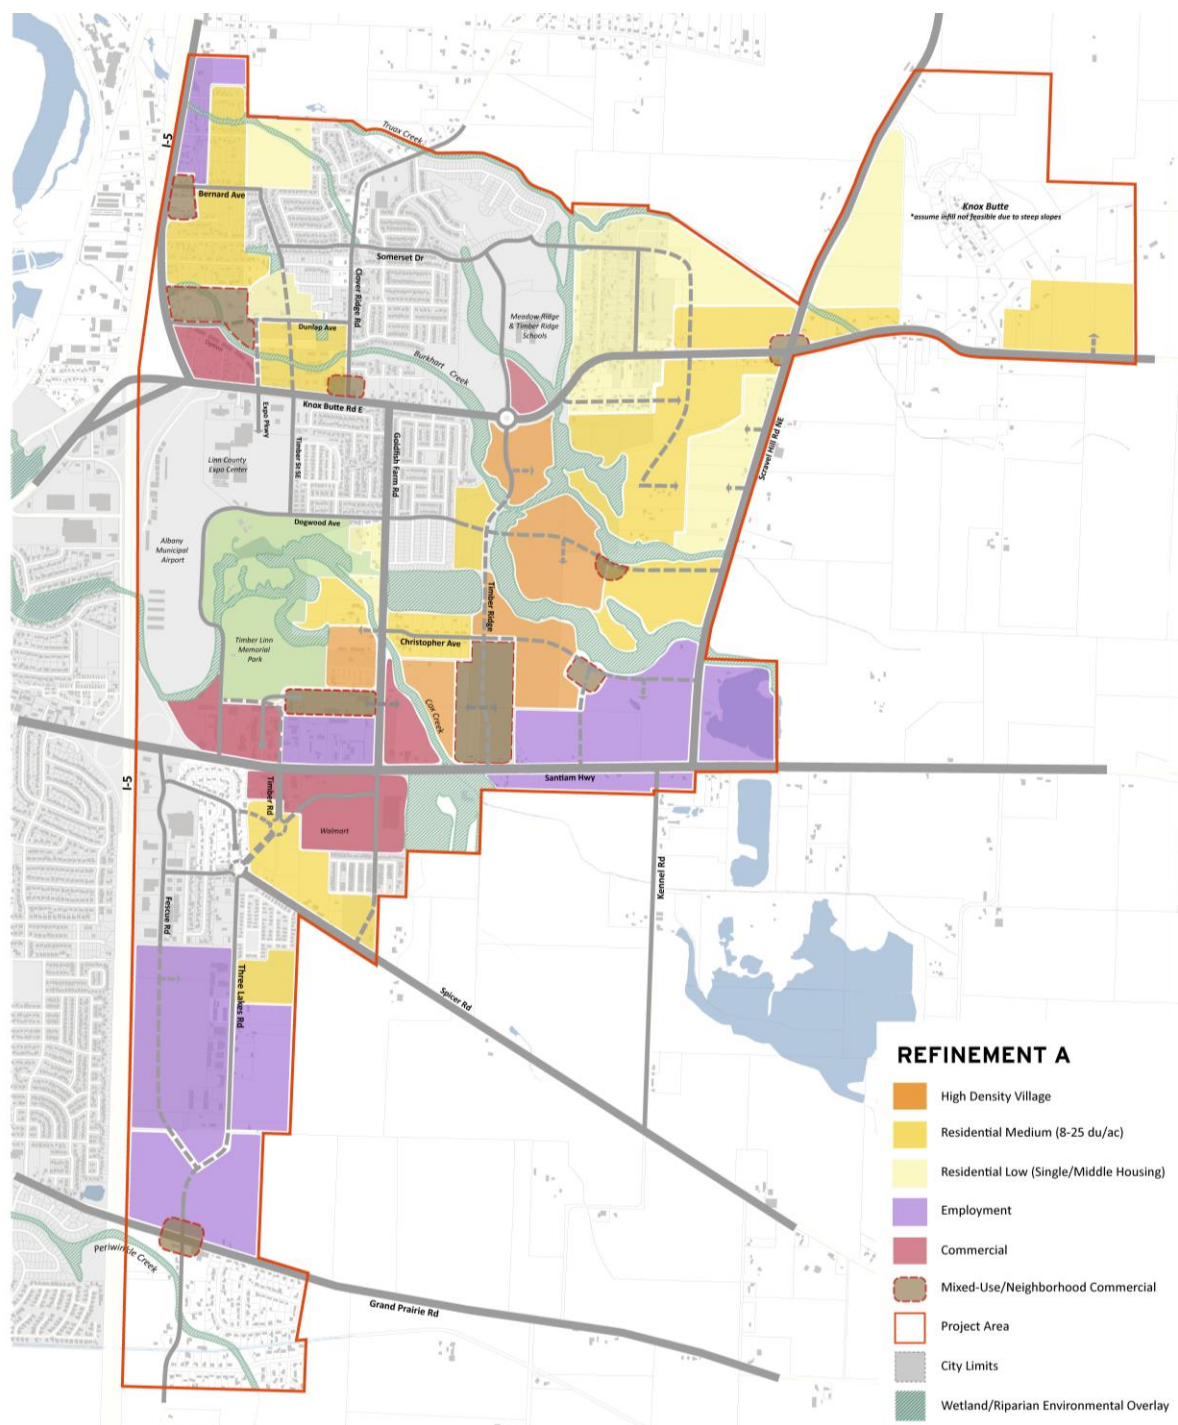 Truax Creek
I-5
Bernard Ave
Knox Butte
*assume infill not feasible due to steep slopes
Somerset Dr
Clover Ridge Rd
Meadow Ridge
& Timber Ridge
Schools
Dunlap Ave
Burkhart Creek
Knox Butte Rd E
Expo Pkwy
Timber St SE
Goldfish Farm Rd
Scravel Hill Rd NE
Linn County
Expo Center
Dogwood Ave
Albany
Municipal
Airport
Timber Ridge
Christopher Ave
Timber Linn
Memorial
Park
Cox Creek
Santiam Hwy
I-5
Timber Rd
Walmart
Kennel Rd
Fescue Rd
Three Lakes Rd
Spicer Rd
Periwinkle Creek
Grand Prairie Rd
REFINEMENT A
High Density Village
Residential Medium (8-25 du/ac)
Residential Low (Single/Middle Housing)
Employment
Commercial
Mixed-Use/Neighborhood Commercial
Project Area
City Limits
Wetland/Riparian Environmental Overlay